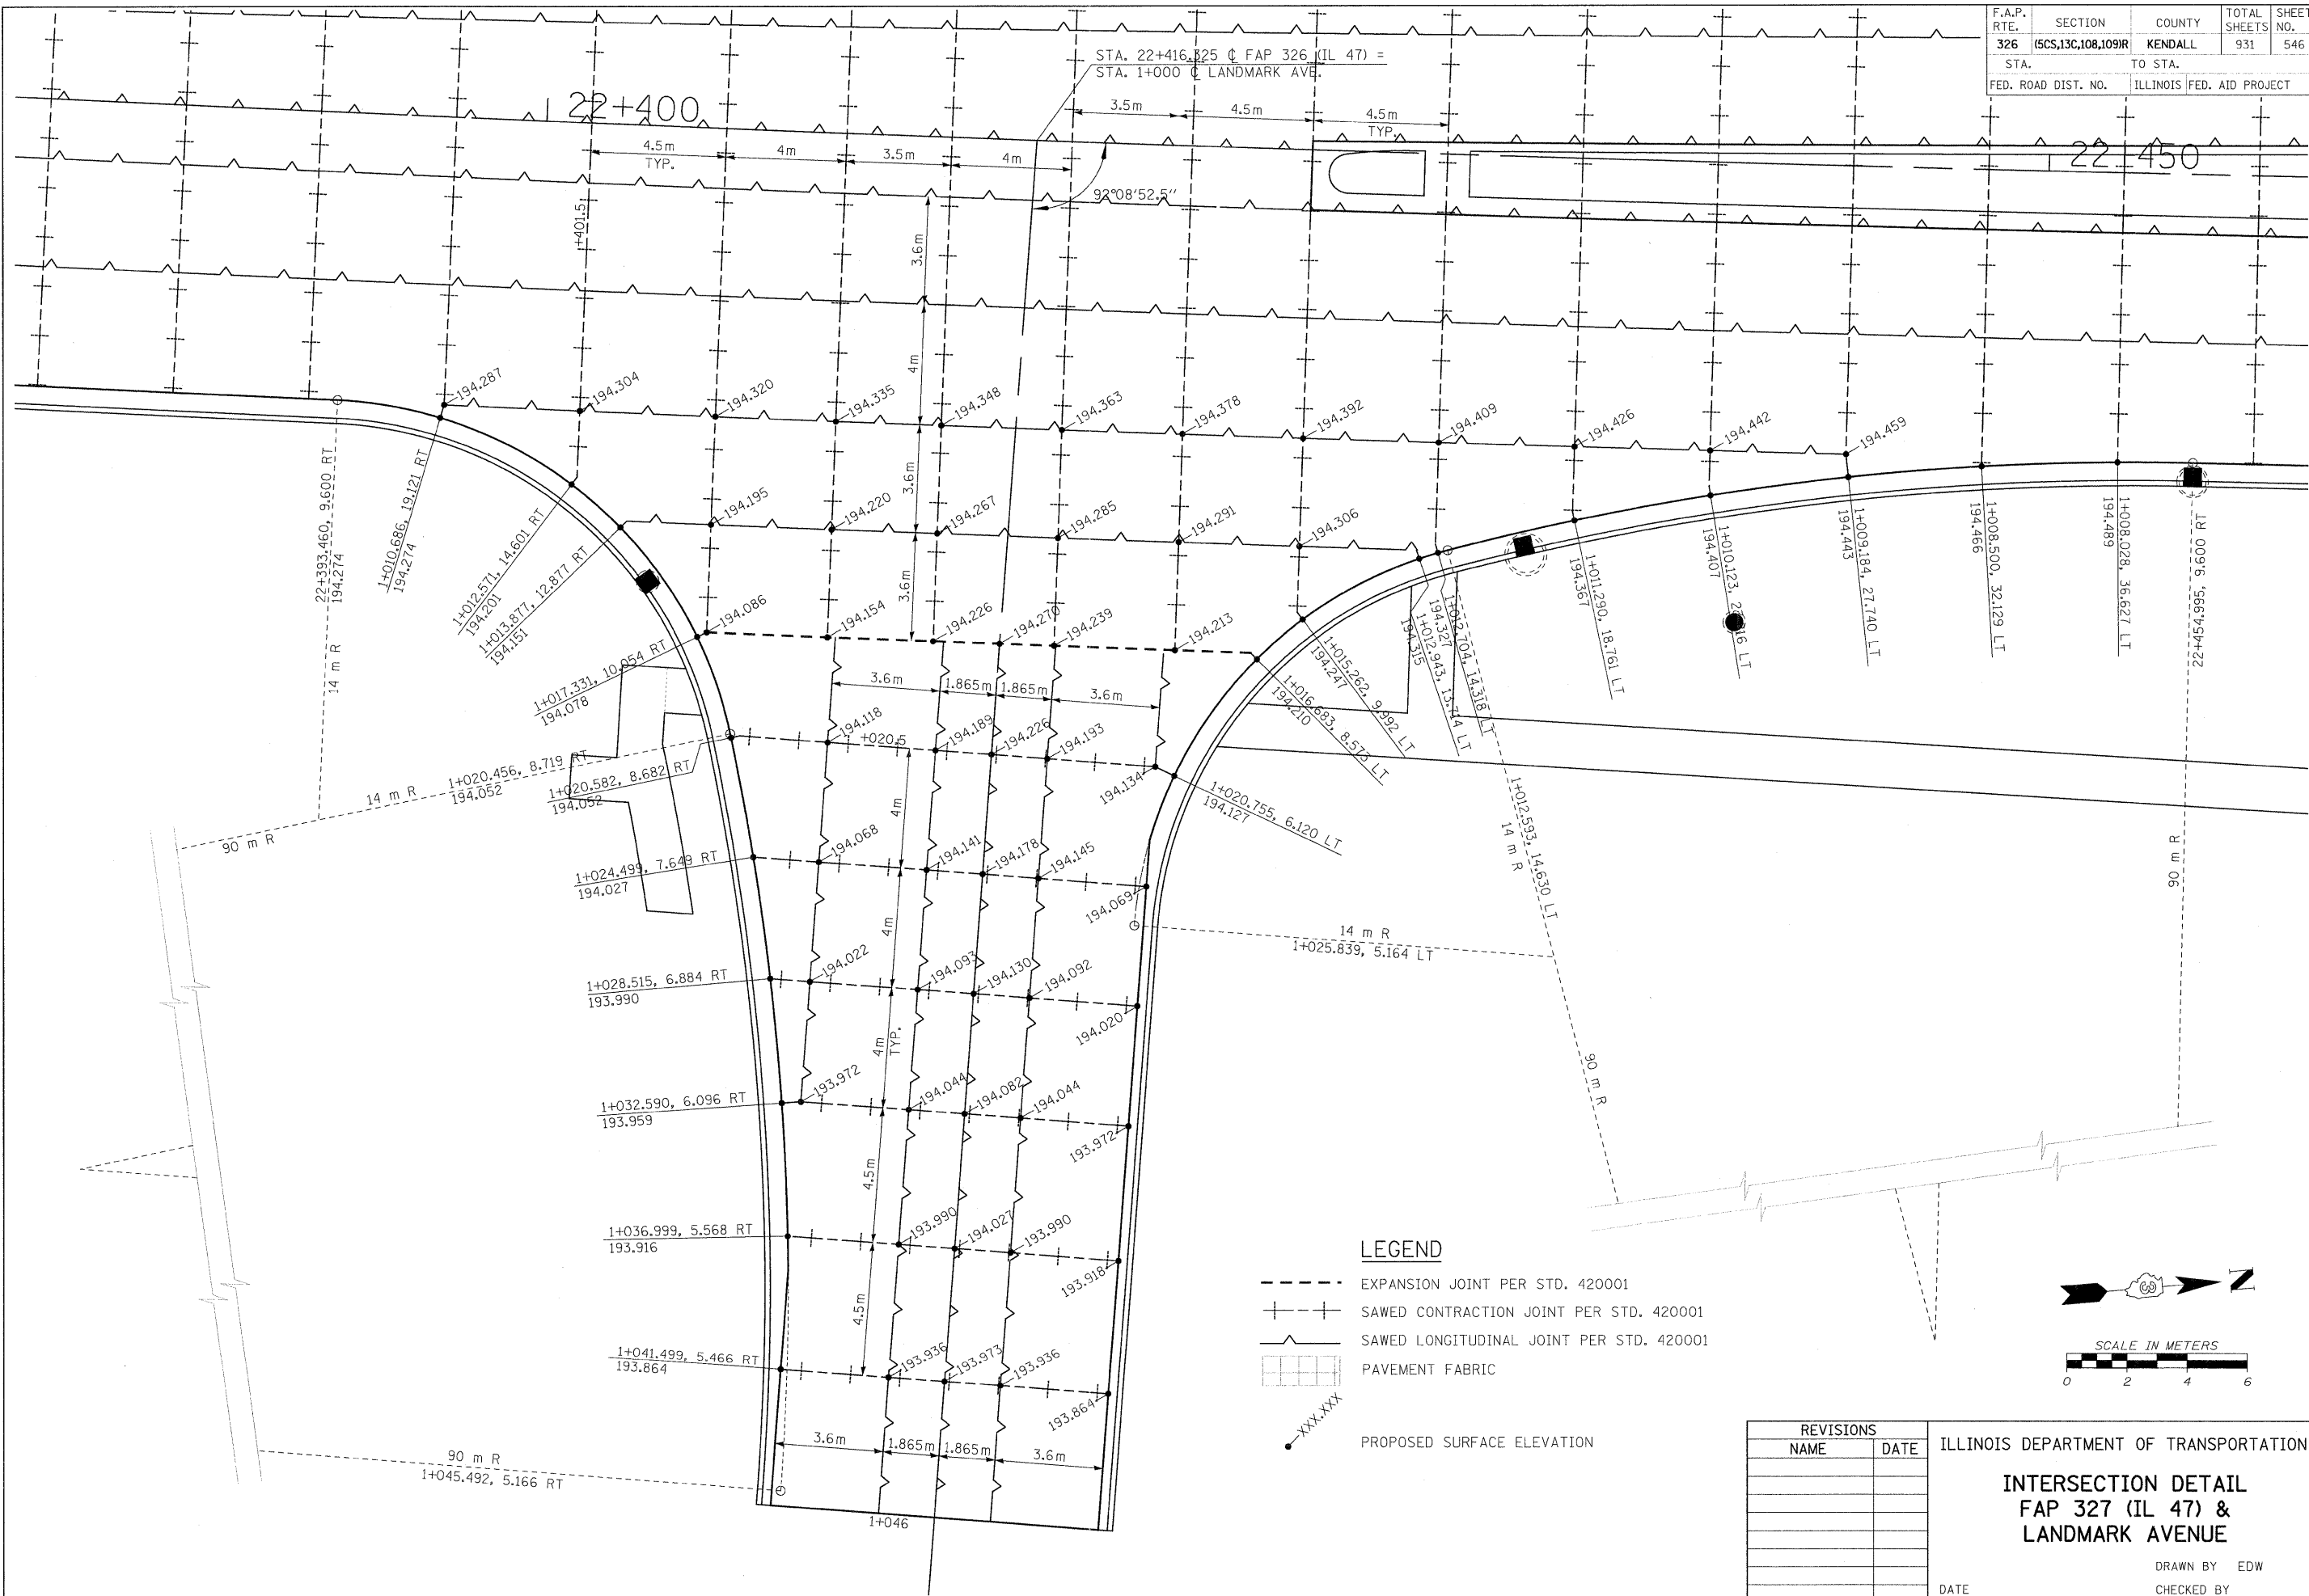 F.A.P. RTE. SECTION COUNTY TOTAL SHEETS SHEET NO.
326 (5CS,13C,108,109)R KENDALL 931 546
STA. TO STA.
FED. ROAD DIST. NO. ILLINOIS FED. AID PROJECT
STA. 22+416.325 ℄ FAP 326 (IL 47) =
STA. 1+000 ℄ LANDMARK AVE.
22+400
22+450
3.5m 4.5m 4.5m
TYP.
4.5m 4m 3.5m 4m
TYP.
92°08'52.5"
+401.5
3.6m
4m
3.6m
3.6m
194.287 194.304 194.320 194.335 194.348 194.363 194.378 194.392 194.409 194.426 194.442 194.459
194.195 194.220 194.267 194.285 194.291 194.306
194.086 194.154 194.226 194.270 194.239 194.213
22+393.460, 9.600 RT
194.274
14 m R
1+010.686, 19.121 RT
194.274
1+012.571, 14.601 RT
194.201
1+013.877, 12.877 RT
194.151
1+017.331, 10.054 RT
194.078
3.6m 1.865m 1.865m 3.6m
194.118 +020.5 194.189 194.226 194.193
194.134
1+020.456, 8.719 RT
194.052
1+020.582, 8.682 RT
194.052
14 m R
90 m R
1+020.755, 6.120 LT
194.127
1+016.683, 8.573 LT
194.210
1+015.262, 9.992 LT
194.247
1+012.943, 13.714 LT
194.315
1+012.704, 14.318 LT
194.327
1+011.290, 18.761 LT
194.367
194.407
1+009.184, 27.740 LT
194.443
1+008.500, 32.129 LT
194.466
1+008.028, 36.627 LT
194.489
22+454.995, 9.600 RT
90 m R
1+012.593, 14.630 LT
14 m R
90 m R
14 m R
1+025.839, 5.164 LT
4m
194.068 194.141 194.178 194.145
194.069
1+024.499, 7.649 RT
194.027
4m
194.022 194.093 194.130 194.092
194.020
1+028.515, 6.884 RT
193.990
4m
TYP.
193.972 194.044 194.082 194.044
193.972
1+032.590, 6.096 RT
193.959
4.5m
193.990 194.027 193.990
193.918
1+036.999, 5.568 RT
193.916
4.5m
193.936 193.973 193.936
193.864
1+041.499, 5.466 RT
193.864
3.6m 1.865m 1.865m 3.6m
90 m R
1+045.492, 5.166 RT
1+046
LEGEND
EXPANSION JOINT PER STD. 420001
SAWED CONTRACTION JOINT PER STD. 420001
SAWED LONGITUDINAL JOINT PER STD. 420001
PAVEMENT FABRIC
XXX.XXX
PROPOSED SURFACE ELEVATION
N
SCALE IN METERS
0 2 4 6
REVISIONS
NAME DATE
ILLINOIS DEPARTMENT OF TRANSPORTATION
INTERSECTION DETAIL
FAP 327 (IL 47) &
LANDMARK AVENUE
DRAWN BY EDW
DATE CHECKED BY